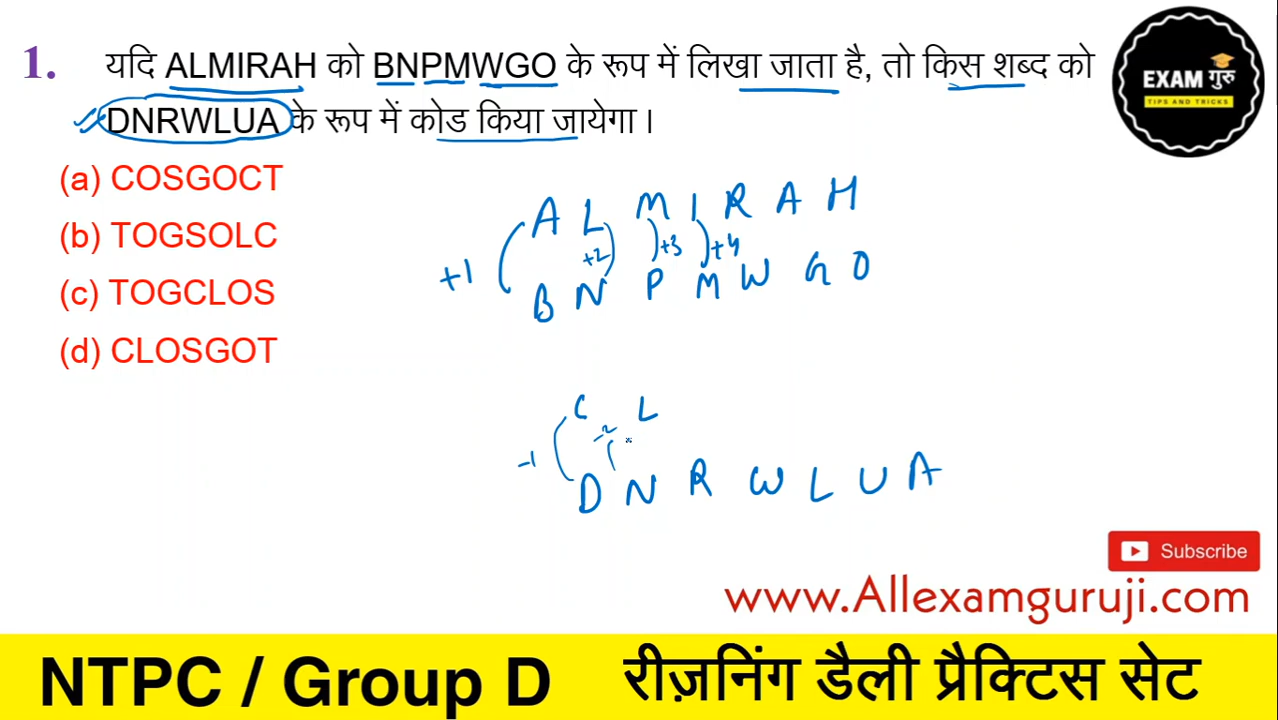 1. यदि ALMIRAH को BNPMWGO के रूप में लिखा जाता है, तो किस शब्द को
DNRWLUA के रूप में कोड किया जायेगा।
EXAM गुरु
TIPS AND TRICKS
(a) COSGOCT
(b) TOGSOLC
(c) TOGCLOS
(d) CLOSGOT
A L M I R A H
+1 +2 +3 +4
B N P M W G O
C L
-1 -2
D N R W L U A
Subscribe
www.Allexamguruji.com
NTPC / Group D रीज़निंग डैली प्रैक्टिस सेट